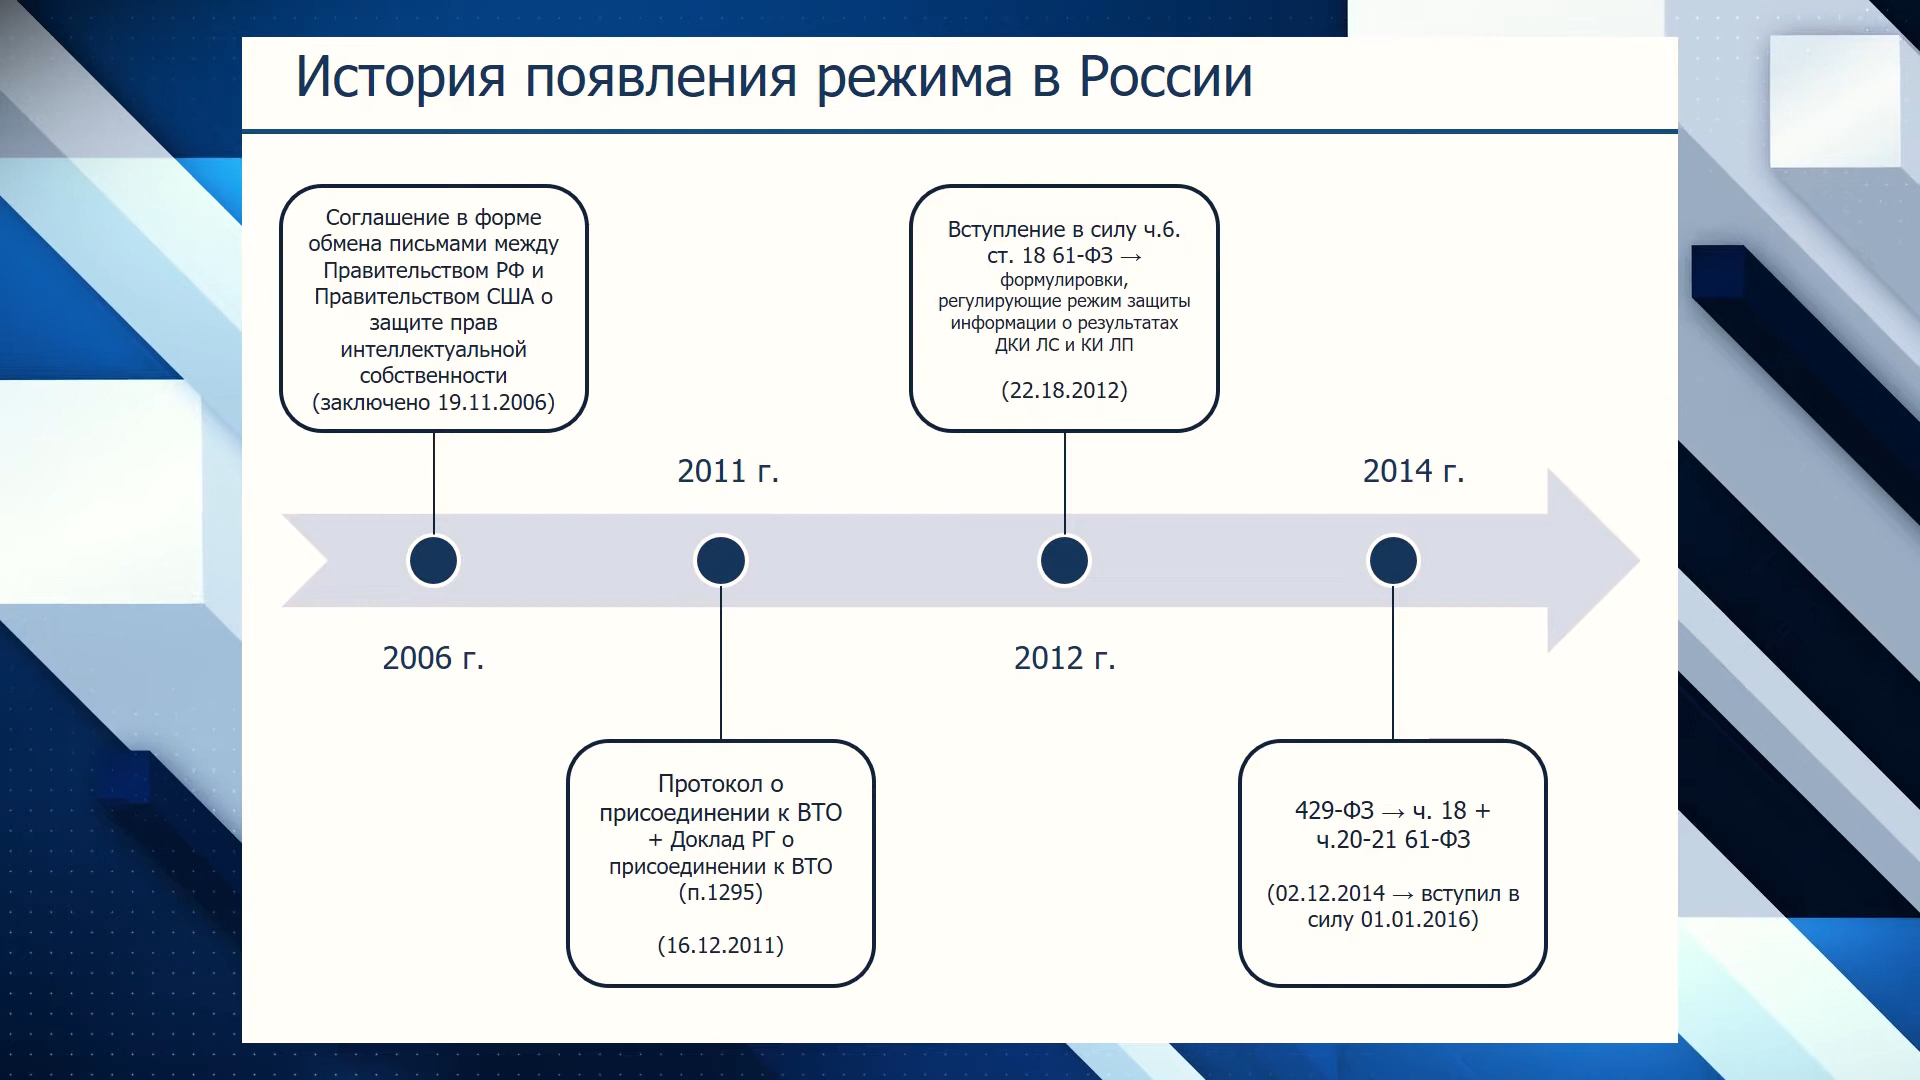 История появления режима в России
Соглашение в форме
обмена письмами между
Правительством РФ и
Правительством США о
защите прав
интеллектуальной
собственности
(заключено 19.11.2006)
2006 г.
2011 г.
Протокол о
присоединении к ВТО
+ Доклад РГ о
присоединении к ВТО
(п.1295)
(16.12.2011)
Вступление в силу ч.6.
ст. 18 61-ФЗ →
формулировки,
регулирующие режим защиты
информации о результатах
ДКИ ЛС и КИ ЛП
(22.18.2012)
2012 г.
2014 г.
429-ФЗ → ч. 18 +
ч.20-21 61-ФЗ
(02.12.2014 → вступил в
силу 01.01.2016)